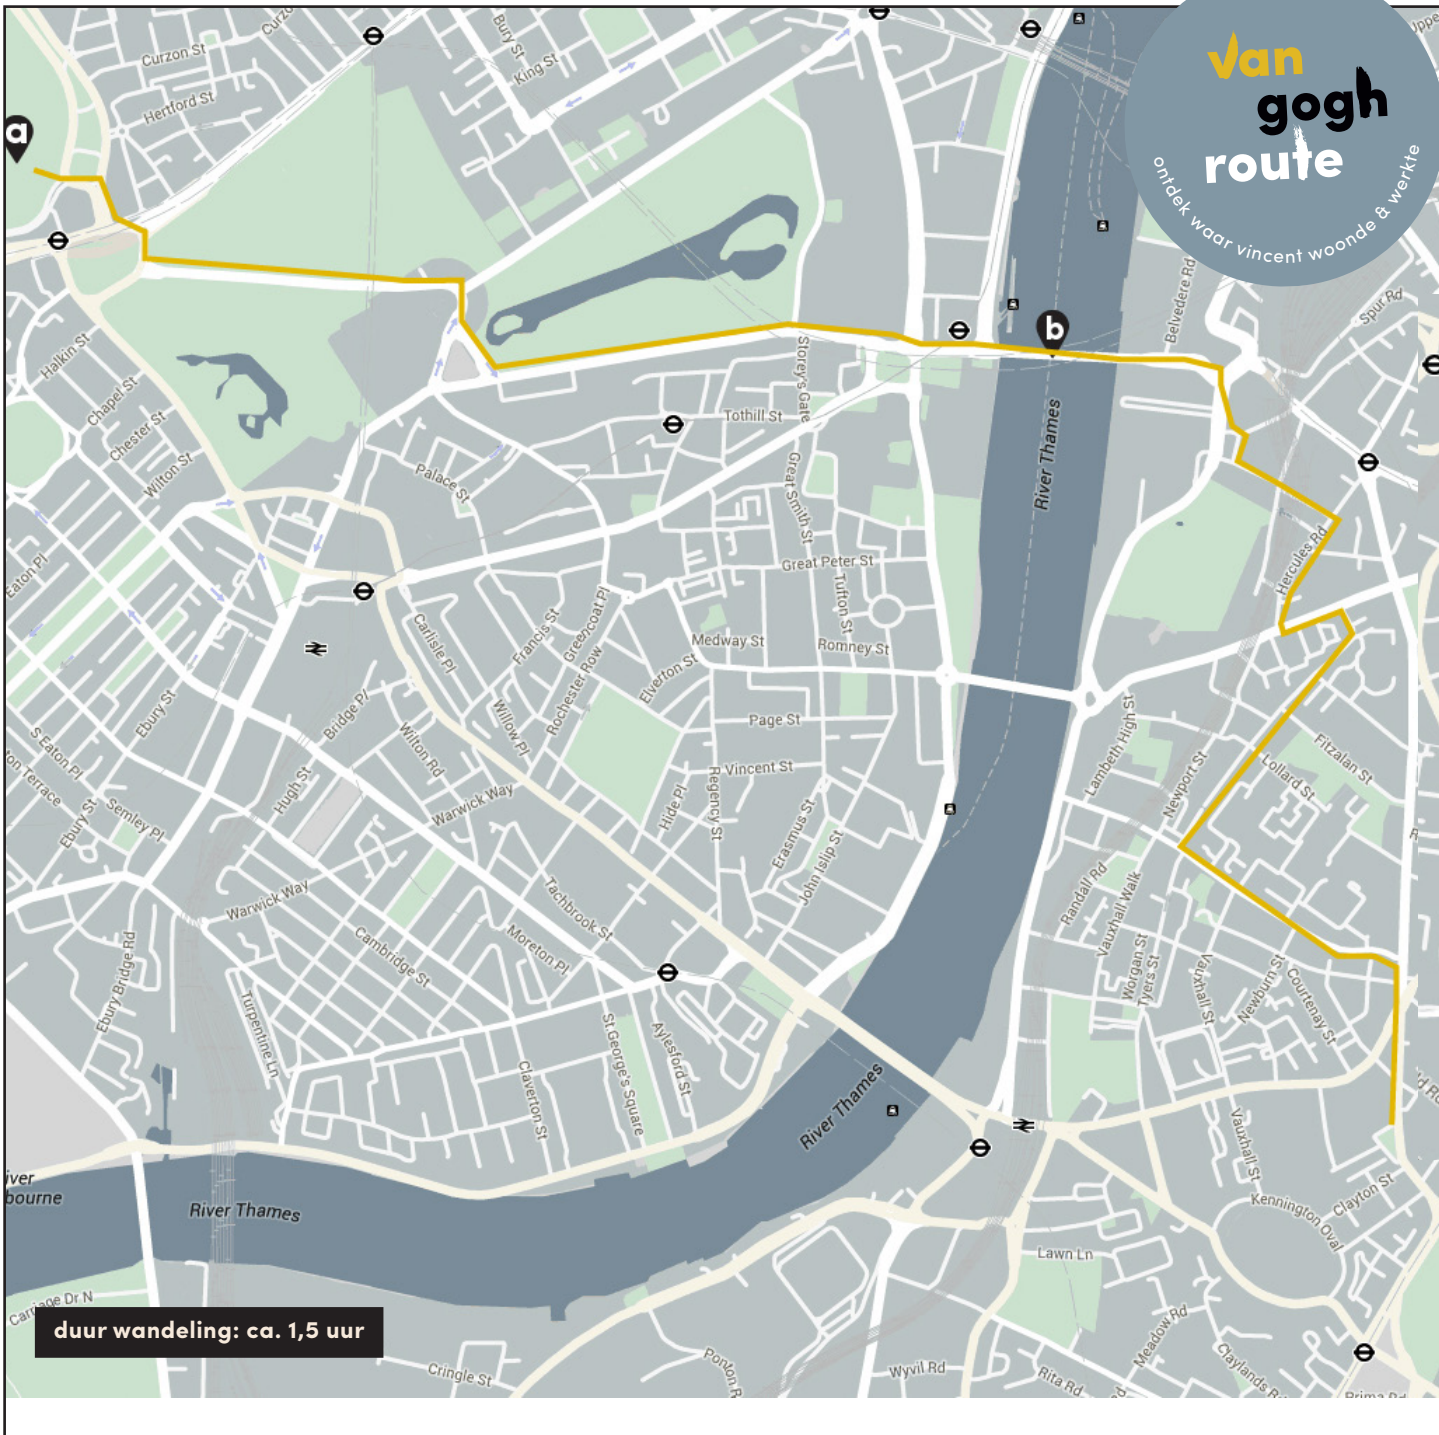 Curzon St
Bury St
King St
Hertford St
a
van
gogh
route
ontdek waar vincent woonde & werkte
Belvedere Rd
Spur Rd
b
Halkin St
Chapel St
Chester St
Wilton St
Storey's Gate
Tothill St
River Thames
Palace St
Great Smith St
Great Peter St
Tufton St
Hercules Rd
Eaton Pl
Carlisle Pl
Francis St
Greencoat Pl
Rochester Row
Medway St
Romney St
Elverton St
Ebury St
Bridge Pl
Wilton Rd
Willow Pl
Page St
Lambeth High St
S Eaton Pl
Hugh St
Warwick Way
Vincent St
Hide Pl
Regency St
Erasmus St
John Islip St
Newport St
Lollard St
Fitzalan St
Ebury St
Semley Pl
Warwick Way
Tachbrook St
Moreton Pl
Cambridge St
Randall Rd
Vauxhall Walk
Worgan St
Tyers St
Vauxhall St
Newburn St
Courtenay St
Ebury Bridge Rd
Turpentine Ln
Claverton St
St.George's Square
Aylesford St
River Thames
Vauxhall St
Clayton St
Kennington Oval
River Thames
Lawn Ln
Carriage Dr N
duur wandeling: ca. 1,5 uur
Cringle St
Wyvil Rd
Rita Rd
Meadow Rd